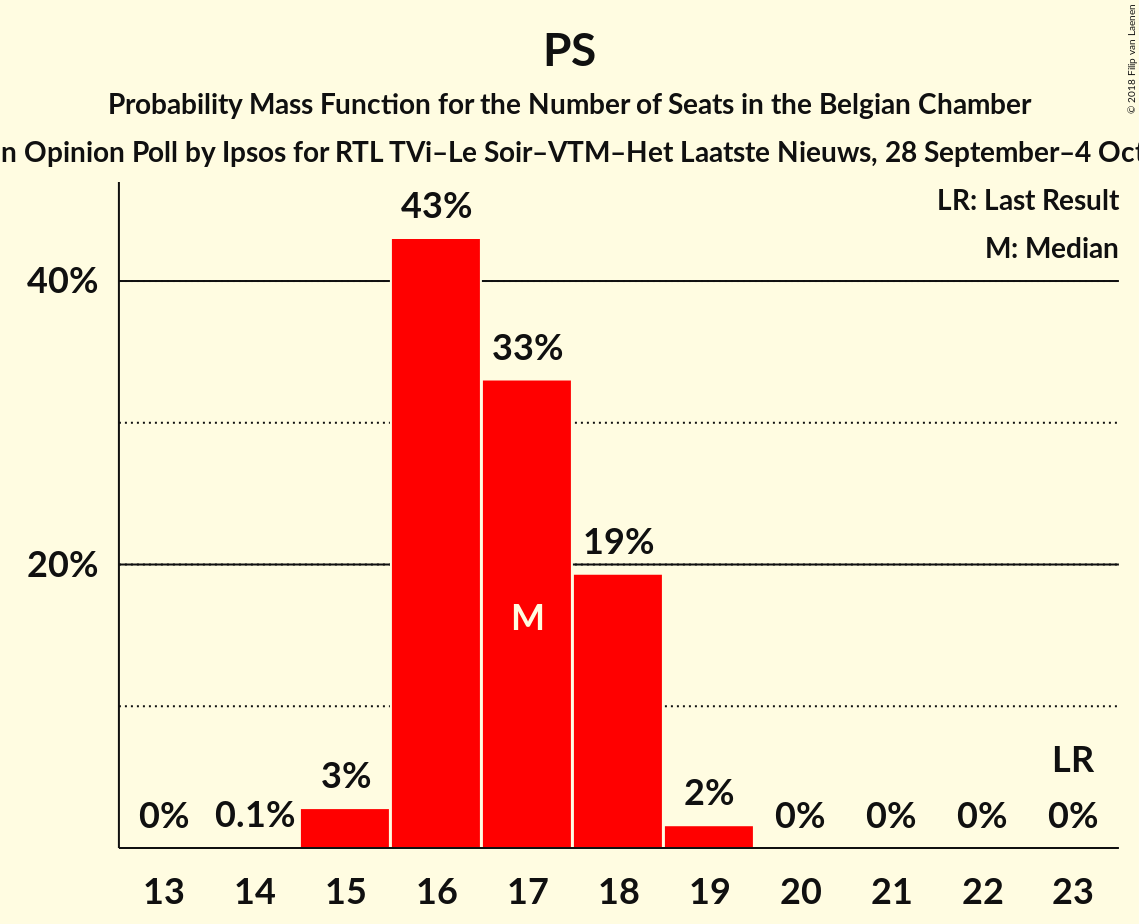 PS
Probability Mass Function for the Number of Seats in the Belgian Chamber
n Opinion Poll by Ipsos for RTL TVi–Le Soir–VTM–Het Laatste Nieuws, 28 September–4 Oct
© 2018 Filip van Laenen
LR: Last Result
M: Median
43%
40%
33%
20%
19%
M
3%
2%
LR
0%
0.1%
0%
0%
0%
0%
13 14 15 16 17 18 19 20 21 22 23